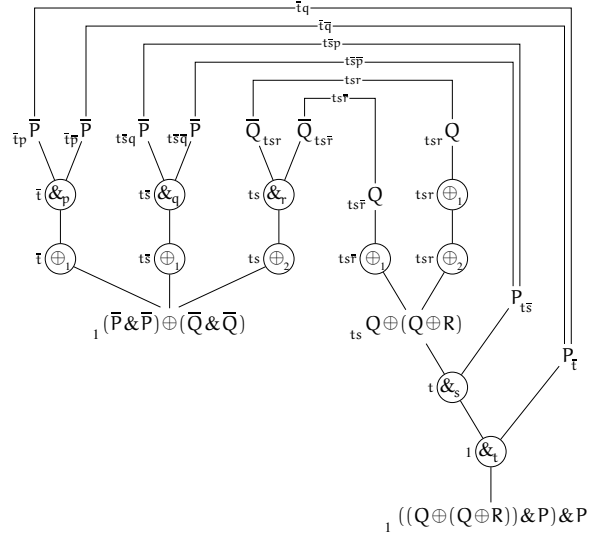 t̄q
t̄q̄
ts̄p
ts̄p̄
tsr
tsr̄
t̄p P̄ t̄p̄ P̄ ts̄q P̄ ts̄q̄ P̄ Q̄ tsr Q̄ tsr̄ tsr Q
t̄ &p ts̄ &q ts &r tsr̄ Q tsr ⊕1
t̄ ⊕1 ts̄ ⊕1 ts ⊕2 tsr̄ ⊕1 tsr ⊕2
P ts̄
1 (P̄&P̄)⊕(Q̄&Q̄) ts Q⊕(Q⊕R)
P t̄
t &s
1 &t
1 ((Q⊕(Q⊕R))&P)&P